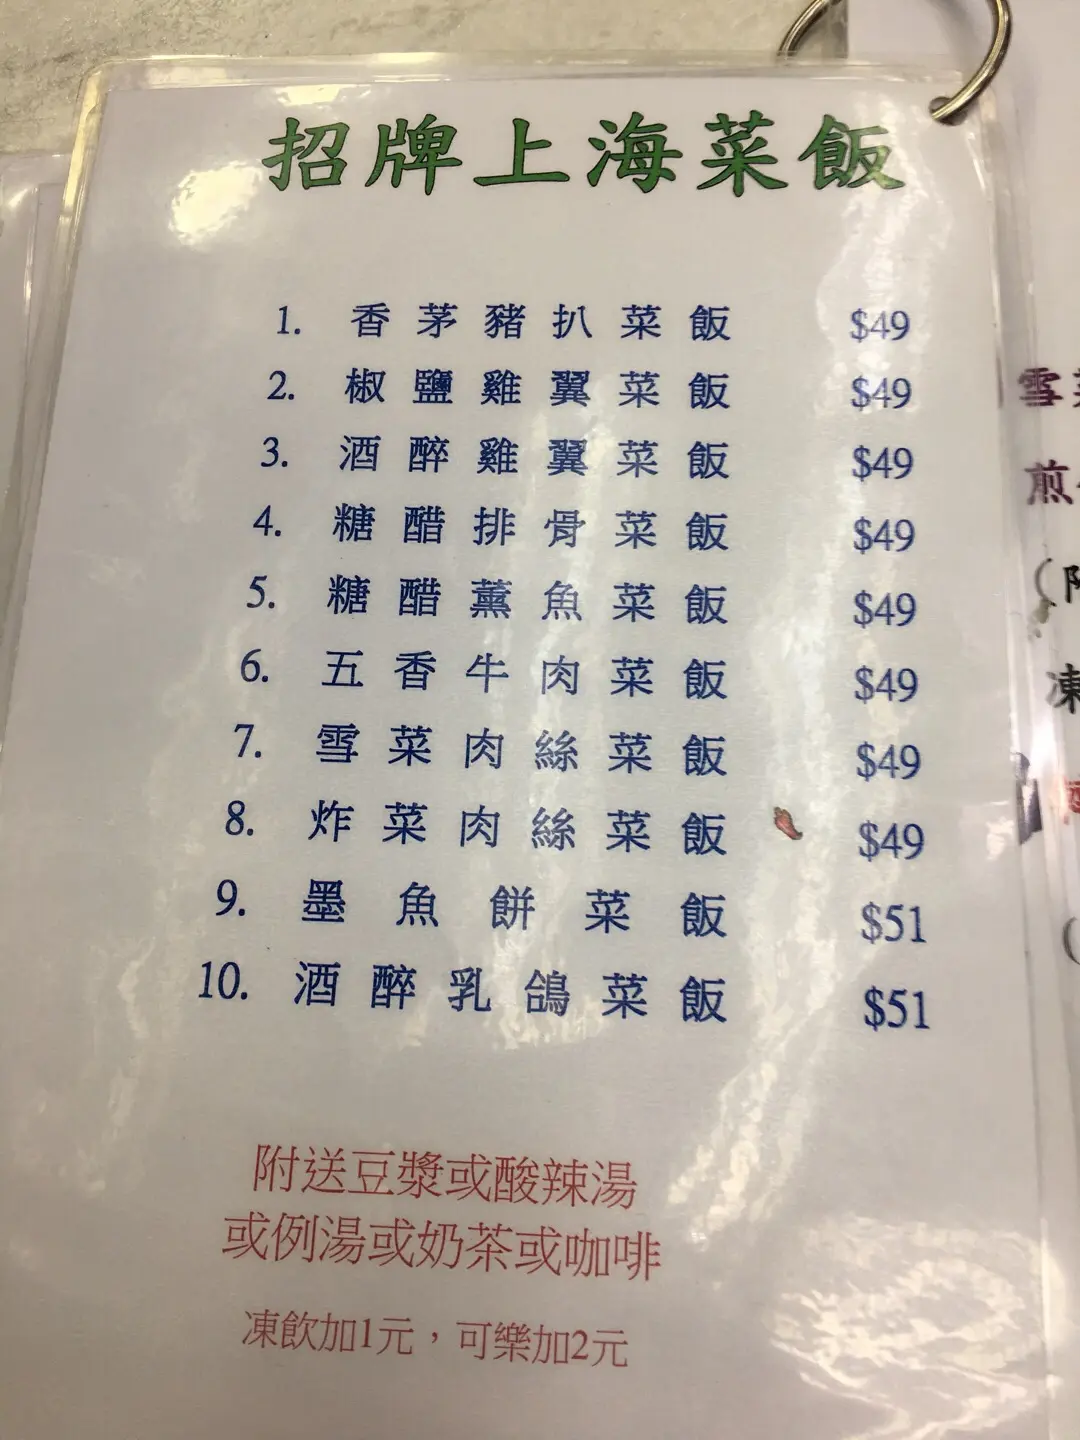 招牌上海菜飯
1. 香茅豬扒菜飯 $49
2. 椒鹽雞翼菜飯 $49
3. 酒醉雞翼菜飯 $49
4. 糖醋排骨菜飯 $49
5. 糖醋薰魚菜飯 $49
6. 五香牛肉菜飯 $49
7. 雪菜肉絲菜飯 $49
8. 炸菜肉絲菜飯 $49
9. 墨魚餅菜飯 $51
10. 酒醉乳鴿菜飯 $51
附送豆漿或酸辣湯
或例湯或奶茶或咖啡
凍飲加1元，可樂加2元
雪
煎
凍